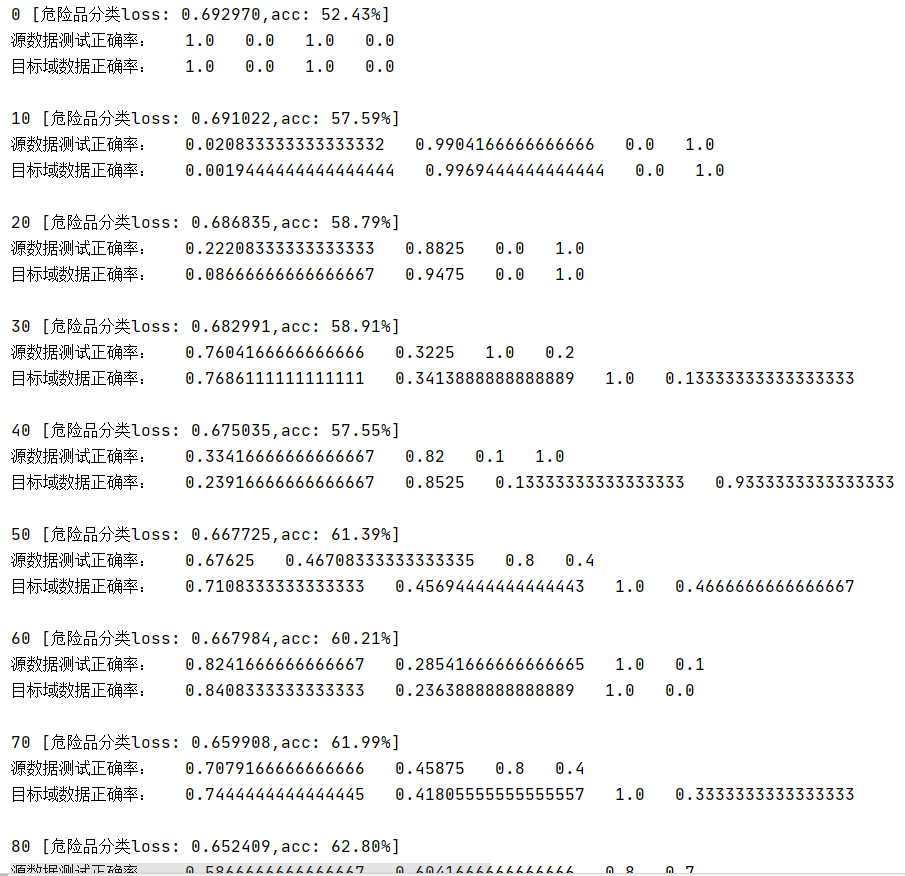 0 [危险品分类loss: 0.692970,acc: 52.43%]
源数据测试正确率:   1.0   0.0   1.0   0.0
目标域数据正确率:   1.0   0.0   1.0   0.0
10 [危险品分类loss: 0.691022,acc: 57.59%]
源数据测试正确率:   0.020833333333333332   0.9904166666666666   0.0   1.0
目标域数据正确率:   0.0019444444444444444   0.9969444444444444   0.0   1.0
20 [危险品分类loss: 0.686835,acc: 58.79%]
源数据测试正确率:   0.22208333333333333   0.8825   0.0   1.0
目标域数据正确率:   0.08666666666666667   0.9475   0.0   1.0
30 [危险品分类loss: 0.682991,acc: 58.91%]
源数据测试正确率:   0.7604166666666666   0.3225   1.0   0.2
目标域数据正确率:   0.7686111111111111   0.3413888888888889   1.0   0.13333333333333333
40 [危险品分类loss: 0.675035,acc: 57.55%]
源数据测试正确率:   0.33416666666666667   0.82   0.1   1.0
目标域数据正确率:   0.23916666666666667   0.8525   0.13333333333333333   0.9333333333333333
50 [危险品分类loss: 0.667725,acc: 61.39%]
源数据测试正确率:   0.67625   0.46708333333333335   0.8   0.4
目标域数据正确率:   0.7108333333333333   0.45694444444444443   1.0   0.4666666666666667
60 [危险品分类loss: 0.667984,acc: 60.21%]
源数据测试正确率:   0.8241666666666667   0.28541666666666665   1.0   0.1
目标域数据正确率:   0.8408333333333333   0.2363888888888889   1.0   0.0
70 [危险品分类loss: 0.659908,acc: 61.99%]
源数据测试正确率:   0.7079166666666666   0.45875   0.8   0.4
目标域数据正确率:   0.7444444444444445   0.41805555555555557   1.0   0.3333333333333333
80 [危险品分类loss: 0.652409,acc: 62.80%]
源数据测试正确率:   0.5866666666666667   0.6041666666666666   0.8   0.7